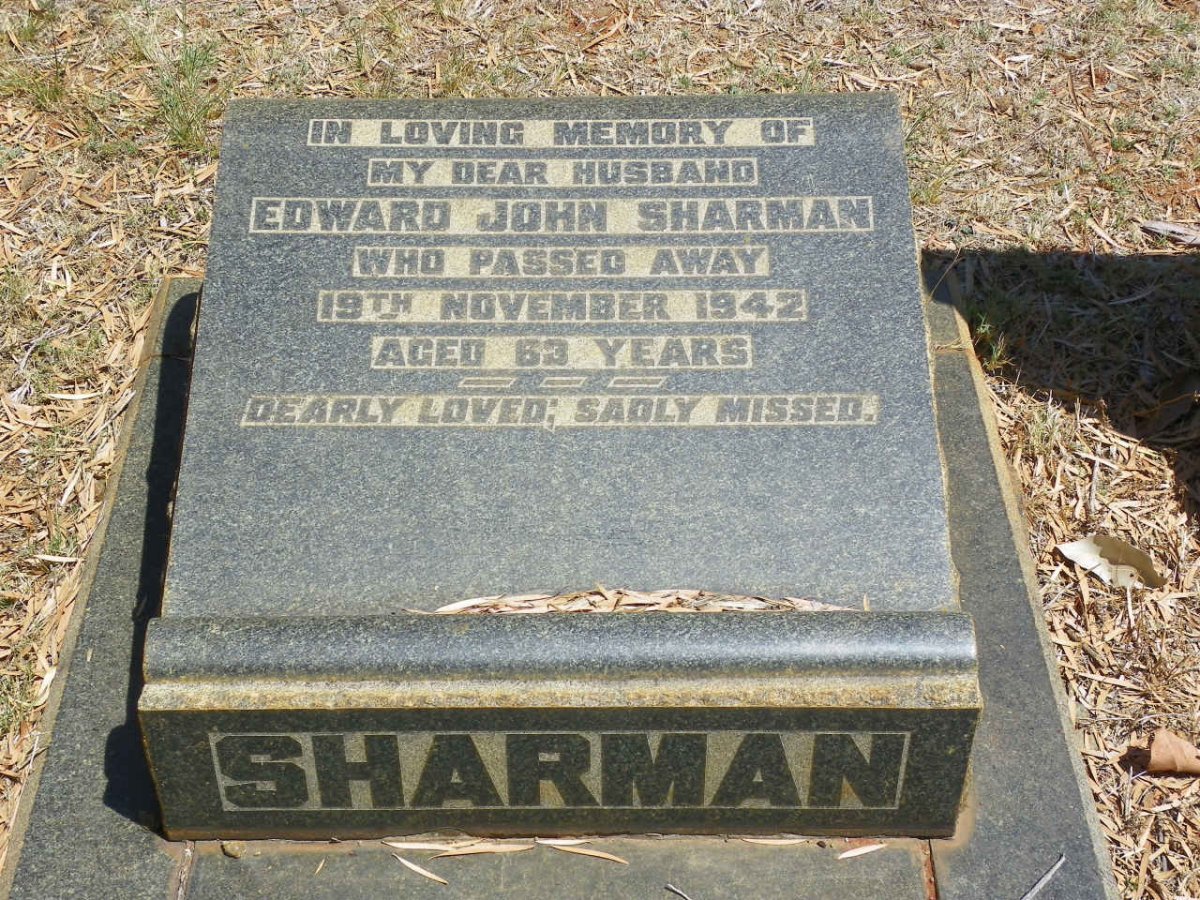 IN LOVING MEMORY OF
MY DEAR HUSBAND
EDWARD JOHN SHARMAN
WHO PASSED AWAY
19TH NOVEMBER 1942
AGED 63 YEARS
DEARLY LOVED; SADLY MISSED.
SHARMAN